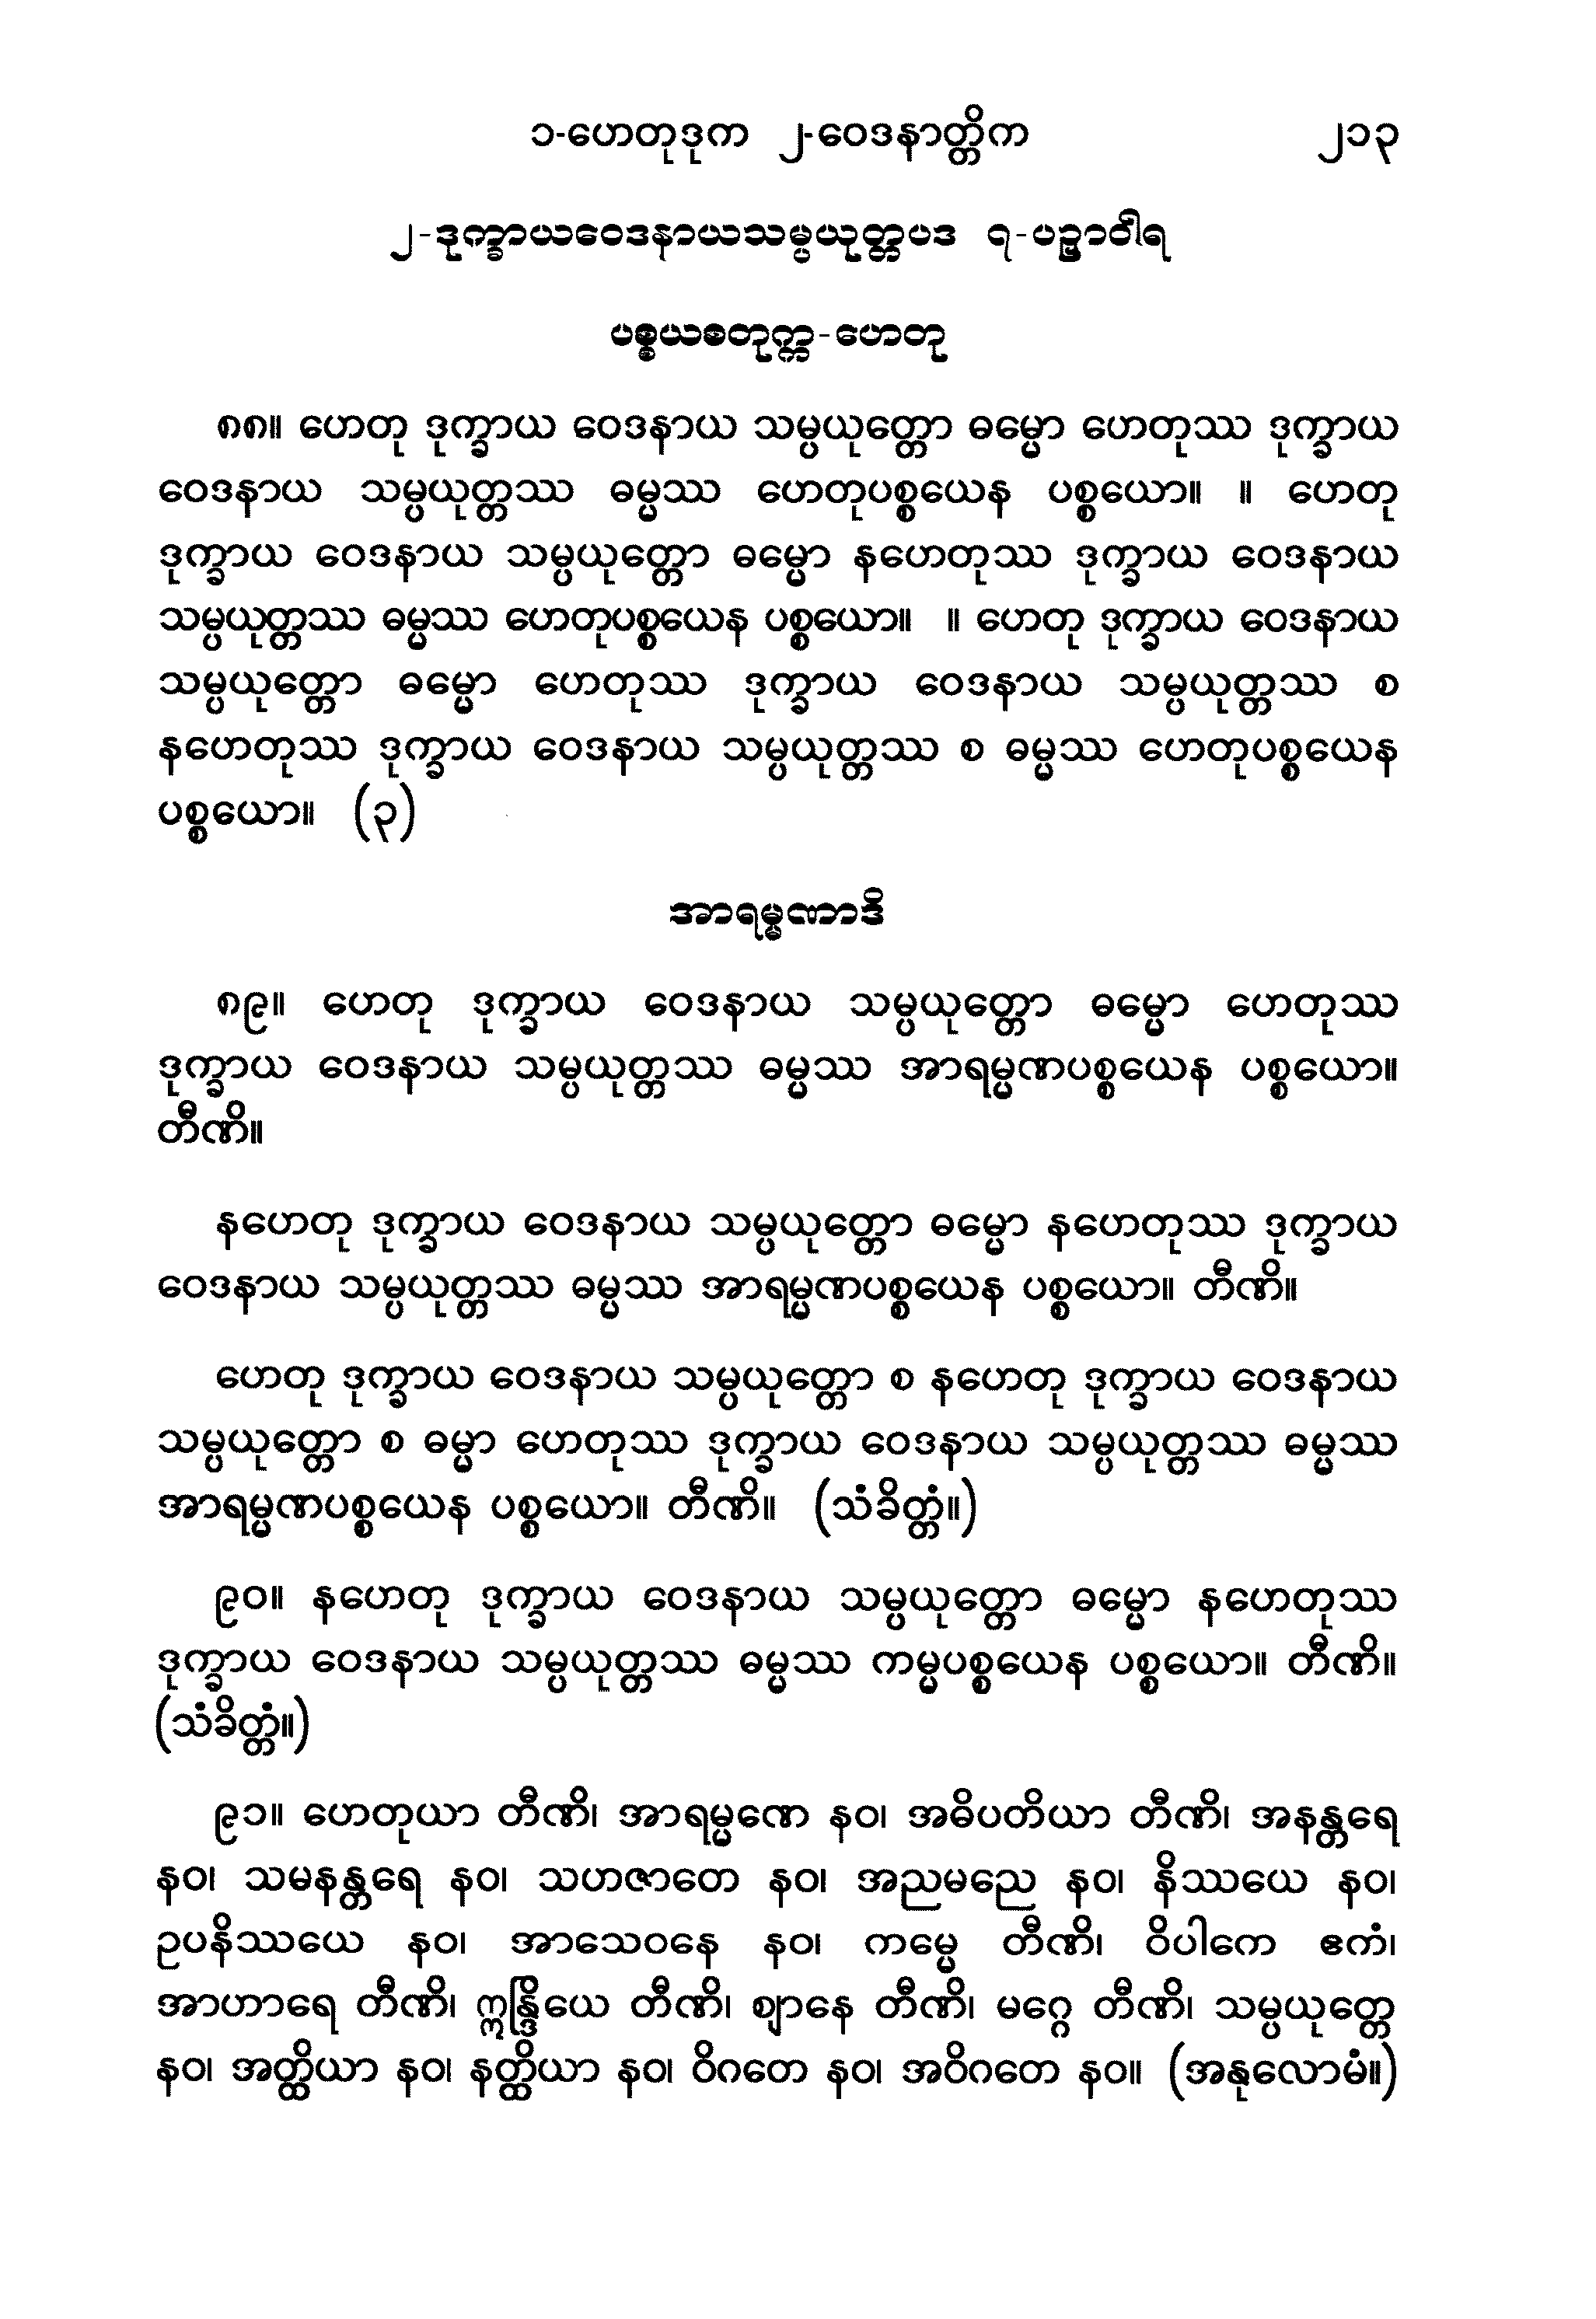 ၁-ဟေတုဒုက ၂-ဝေဒနာတ္တိက ၂၁၃
၂-ဒုက္ခာယဝေဒနာယသမ္ပယုတ္တပဒ ၇-ပဉှာဝါရ
ပစ္စယစတုက္က-ဟေတု
၈၈။ ဟေတု ဒုက္ခာယ ဝေဒနာယ သမ္ပယုတ္တော ဓမ္မော ဟေတုဿ ဒုက္ခာယ
ဝေဒနာယ သမ္ပယုတ္တဿ ဓမ္မဿ ဟေတုပစ္စယေန ပစ္စယော။ ။ ဟေတု
ဒုက္ခာယ ဝေဒနာယ သမ္ပယုတ္တော ဓမ္မော နဟေတုဿ ဒုက္ခာယ ဝေဒနာယ
သမ္ပယုတ္တဿ ဓမ္မဿ ဟေတုပစ္စယေန ပစ္စယော။ ။ ဟေတု ဒုက္ခာယ ဝေဒနာယ
သမ္ပယုတ္တော ဓမ္မော ဟေတုဿ ဒုက္ခာယ ဝေဒနာယ သမ္ပယုတ္တဿ စ
နဟေတုဿ ဒုက္ခာယ ဝေဒနာယ သမ္ပယုတ္တဿ စ ဓမ္မဿ ဟေတုပစ္စယေန
ပစ္စယော။ (၃)
အာရမ္မဏာဒိ
၈၉။ ဟေတု ဒုက္ခာယ ဝေဒနာယ သမ္ပယုတ္တော ဓမ္မော ဟေတုဿ
ဒုက္ခာယ ဝေဒနာယ သမ္ပယုတ္တဿ ဓမ္မဿ အာရမ္မဏပစ္စယေန ပစ္စယော။
တီဏိ။
နဟေတု ဒုက္ခာယ ဝေဒနာယ သမ္ပယုတ္တော ဓမ္မော နဟေတုဿ ဒုက္ခာယ
ဝေဒနာယ သမ္ပယုတ္တဿ ဓမ္မဿ အာရမ္မဏပစ္စယေန ပစ္စယော။ တီဏိ။
ဟေတု ဒုက္ခာယ ဝေဒနာယ သမ္ပယုတ္တော စ နဟေတု ဒုက္ခာယ ဝေဒနာယ
သမ္ပယုတ္တော စ ဓမ္မာ ဟေတုဿ ဒုက္ခာယ ဝေဒနာယ သမ္ပယုတ္တဿ ဓမ္မဿ
အာရမ္မဏပစ္စယေန ပစ္စယော။ တီဏိ။ (သံခိတ္တံ။)
၉၀။ နဟေတု ဒုက္ခာယ ဝေဒနာယ သမ္ပယုတ္တော ဓမ္မော နဟေတုဿ
ဒုက္ခာယ ဝေဒနာယ သမ္ပယုတ္တဿ ဓမ္မဿ ကမ္မပစ္စယေန ပစ္စယော။ တီဏိ။
(သံခိတ္တံ။)
၉၁။ ဟေတုယာ တီဏိ၊ အာရမ္မဏေ နဝ၊ အဓိပတိယာ တီဏိ၊ အနန္တရေ
နဝ၊ သမနန္တရေ နဝ၊ သဟဇာတေ နဝ၊ အညမညေ နဝ၊ နိဿယေ နဝ၊
ဥပနိဿယေ နဝ၊ အာသေဝနေ နဝ၊ ကမ္မေ တီဏိ၊ ဝိပါကေ ဧကံ၊
အာဟာရေ တီဏိ၊ ဣန္ဒြိယေ တီဏိ၊ ဈာနေ တီဏိ၊ မဂ္ဂေ တီဏိ၊ သမ္ပယုတ္တေ
နဝ၊ အတ္ထိယာ နဝ၊ နတ္ထိယာ နဝ၊ ဝိဂတေ နဝ၊ အဝိဂတေ နဝ။ (အနုလောမံ။)